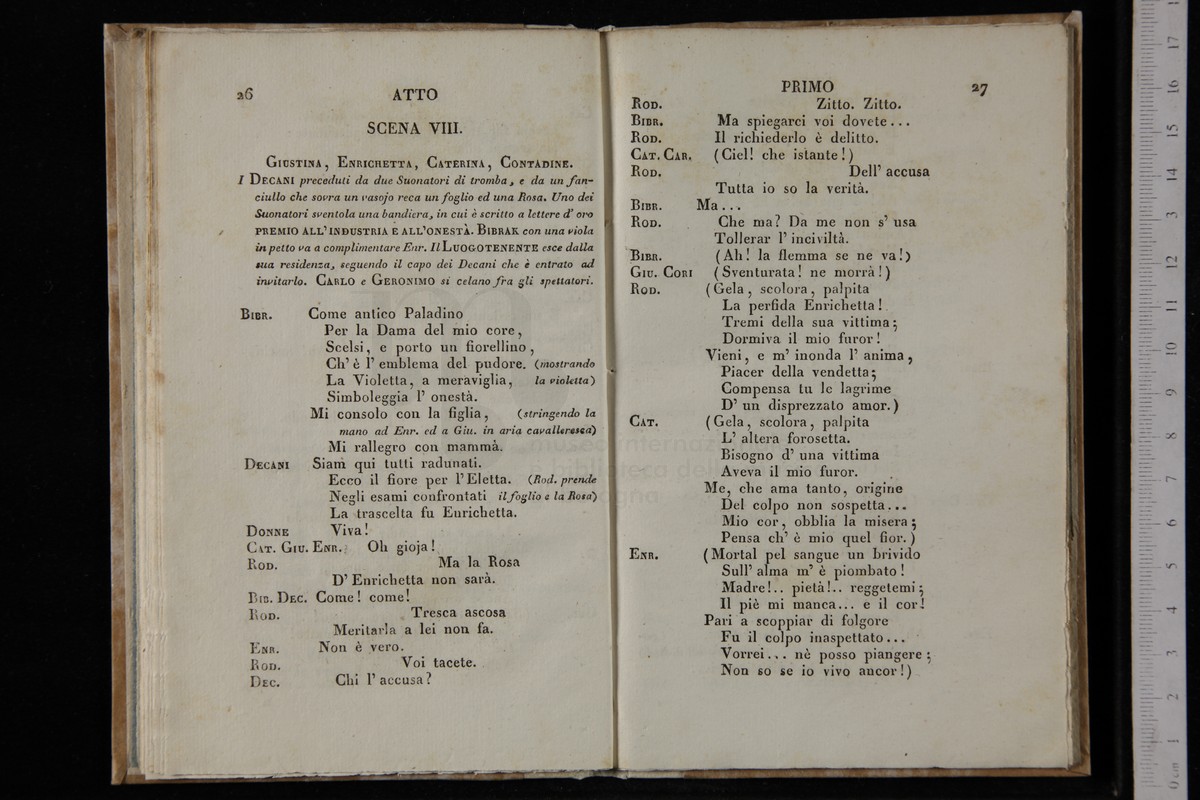 26 ATTO
SCENA VIII.
GIUSTINA, ENRICHETTA, CATERINA, CONTADINE.
I DECANI preceduti da due Suonatori di tromba, e da un fan-
ciullo che sovra un vasojo reca un foglio ed una Rosa. Uno dei
Suonatori sventola una bandiera, in cui è scritto a lettere d' oro
PREMIO ALL'INDUSTRIA E ALL'ONESTÀ. BIBRAK con una viola
in petto va a complimentare Enr. Il LUOGOTENENTE esce dalla
sua residenza, seguendo il capo dei Decani che è entrato ad
invitarlo. CARLO e GERONIMO si celano fra gli spettatori.
BIBR. Come antico Paladino
Per la Dama del mio core,
Scelsi, e porto un fiorellino,
Ch' è l' emblema del pudore. (mostrando
La Violetta, a meraviglia, la violetta)
Simboleggia l' onestà.
Mi consolo con la figlia, (stringendo la
mano ad Enr. ed a Giu. in aria cavalleresca)
Mi rallegro con mammà.
DECANI Siam qui tutti radunati.
Ecco il fiore per l'Eletta. (Rod. prende
Negli esami confrontati il foglio e la Rosa)
La trascelta fu Enrichetta.
DONNE Viva!
CAT. GIU. ENR. Oh gioja!
ROD. Ma la Rosa
D' Enrichetta non sarà.
BIB. DEC. Come! come!
ROD. Tresca ascosa
Meritarla a lei non fa.
ENR. Non è vero.
ROD. Voi tacete.
DEC. Chi l' accusa?
PRIMO 27
ROD. Zitto. Zitto.
BIBR. Ma spiegarci voi dovete...
ROD. Il richiederlo è delitto.
CAT. CAR. (Ciel! che istante!)
ROD. Dell' accusa
Tutta io so la verità.
BIBR. Ma...
ROD. Che ma? Da me non s' usa
Tollerar l' inciviltà.
BIBR. (Ah! la flemma se ne va!)
GIU. CORI (Sventurata! ne morrà!)
ROD. (Gela, scolora, palpita
La perfida Enrichetta!
Tremi della sua vittima;
Dormiva il mio furor!
Vieni, e m' inonda l' anima,
Piacer della vendetta;
Compensa tu le lagrime
D' un disprezzato amor.)
CAT. (Gela, scolora, palpita
L' altera forosetta.
Bisogno d' una vittima
Aveva il mio furor.
Me, che ama tanto, origine
Del colpo non sospetta...
Mio cor, obblia la misera;
Pensa ch' è mio quel fior.)
ENR. (Mortal pel sangue un brivido
Sull' alma m' è piombato!
Madre!.. pietà!.. reggetemi;
Il piè mi manca... e il cor!
Pari a scoppiar di folgore
Fu il colpo inaspettato...
Vorrei... nè posso piangere;
Non so se io vivo ancor!)